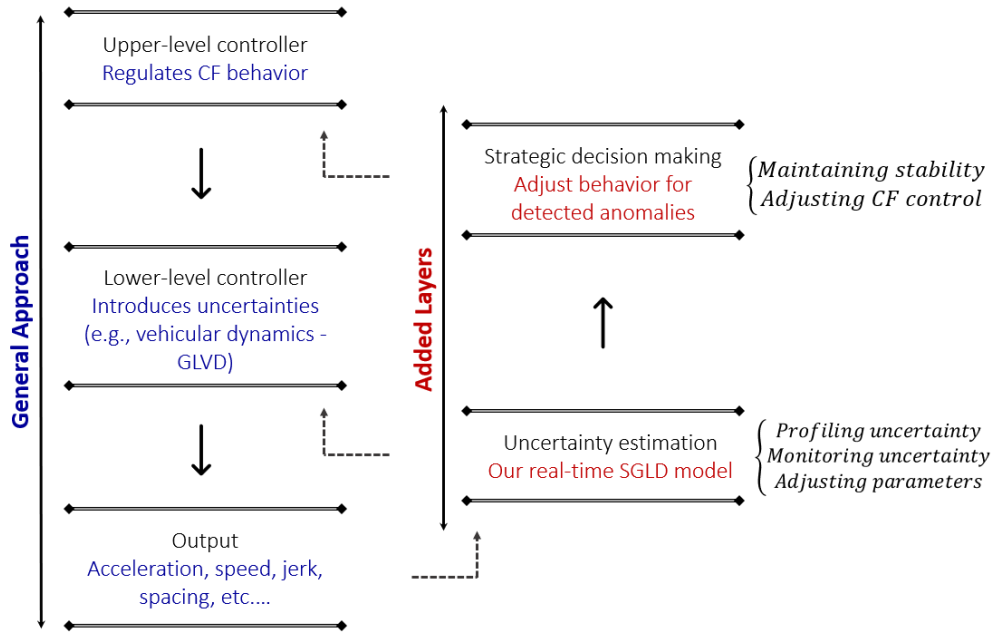 General Approach
Upper-level controller
Regulates CF behavior
Lower-level controller
Introduces uncertainties
(e.g., vehicular dynamics -
GLVD)
Output
Acceleration, speed, jerk,
spacing, etc....
Added Layers
Strategic decision making
Adjust behavior for
detected anomalies
Maintaining stability
Adjusting CF control
Uncertainty estimation
Our real-time SGLD model
Profiling uncertainty
Monitoring uncertainty
Adjusting parameters